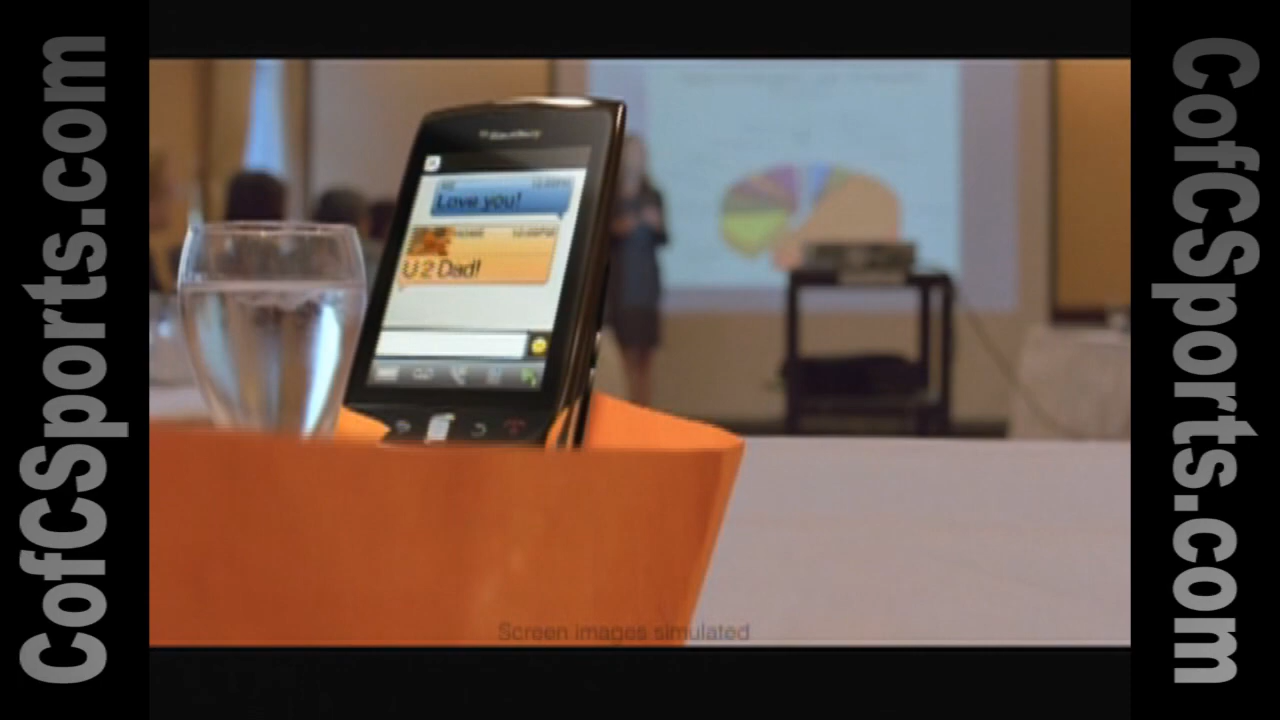 CofCSports.com
BlackBerry
Love you!
U 2 Dad!
Screen images simulated
CofCSports.com